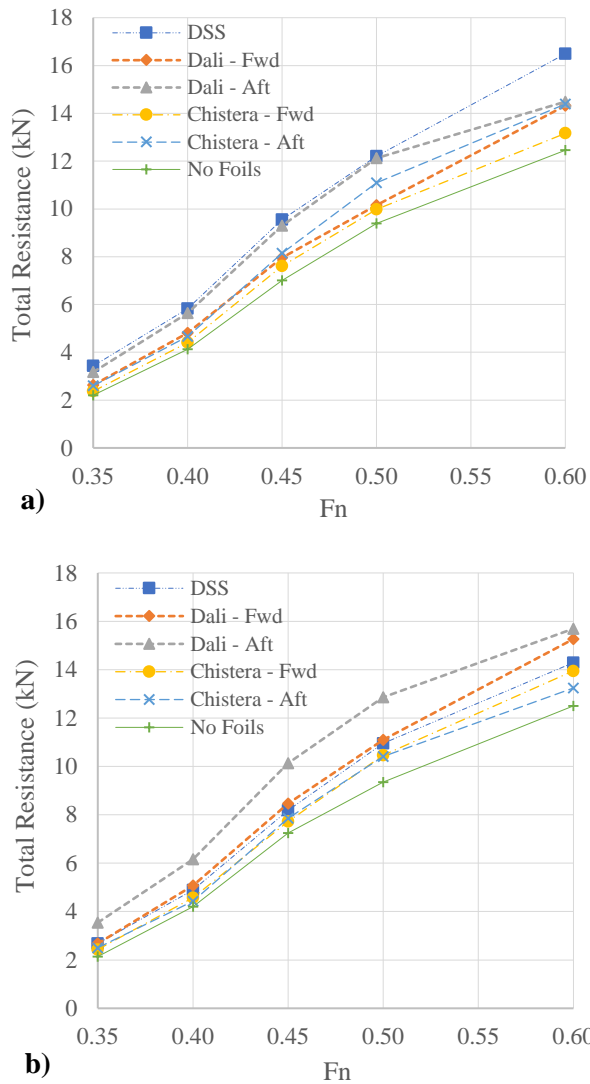 18
16
14
12
10
8
6
4
2
0
Total Resistance (kN)
DSS
Dali - Fwd
Dali - Aft
Chistera - Fwd
Chistera - Aft
No Foils
0.35 0.40 0.45 0.50 0.55 0.60
Fn
a)
18
16
14
12
10
8
6
4
2
0
Total Resistance (kN)
DSS
Dali - Fwd
Dali - Aft
Chistera - Fwd
Chistera - Aft
No Foils
0.35 0.40 0.45 0.50 0.55 0.60
Fn
b)